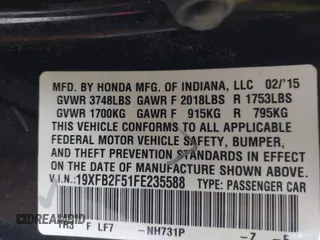 MFD. BY HONDA MFG. OF INDIANA, LLC 02/'15
GVWR 3748LBS GAWR F 2018LBS R 1753LBS
GVWR 1700KG GAWR F 915KG R 795KG
THIS VEHICLE CONFORMS TO ALL APPLICABLE
FEDERAL MOTOR VEHICLE SAFETY, BUMPER,
AND THEFT PREVENTION STANDARDS IN EFFECT
ON THE DATE OF MANUFACTURE SHOWN ABOVE.
V.I.N.: 19XFB2F51FE235588 TYPE: PASSENGER CAR
TR3 F LF7 -NH731P -7 -E